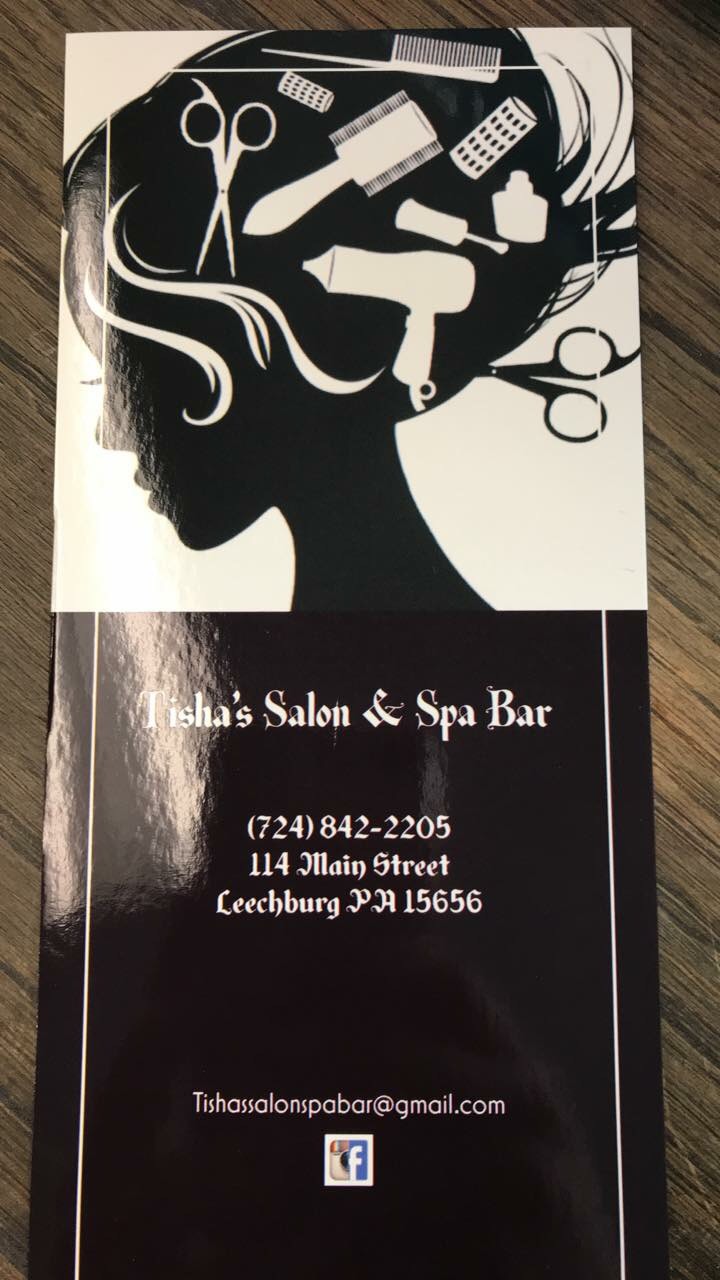 Tisha's Salon & Spa Bar
(724) 842-2205
114 Main Street
Leechburg PA 15656
Tishassalonspabar@gmail.com
f